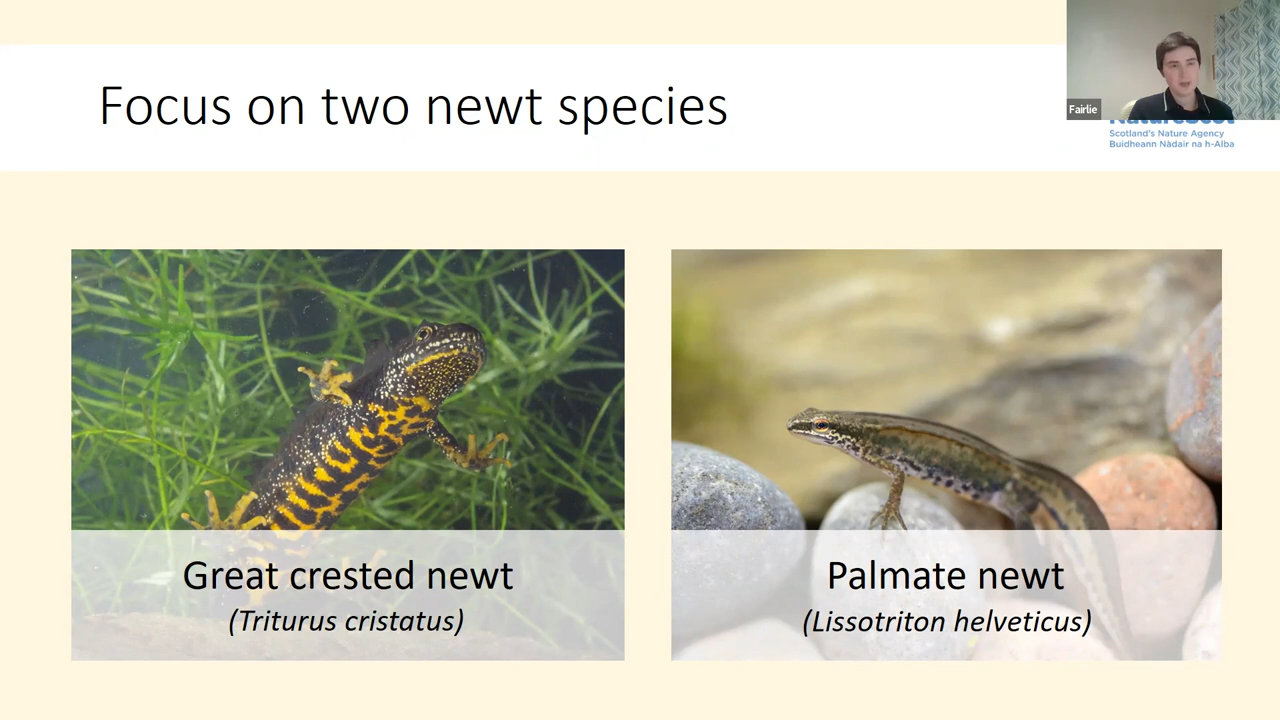 Focus on two newt species
Fairlie
NatureScot
Scotland's Nature Agency
Buidheann Nàdair na h-Alba
Great crested newt
(Triturus cristatus)
Palmate newt
(Lissotriton helveticus)